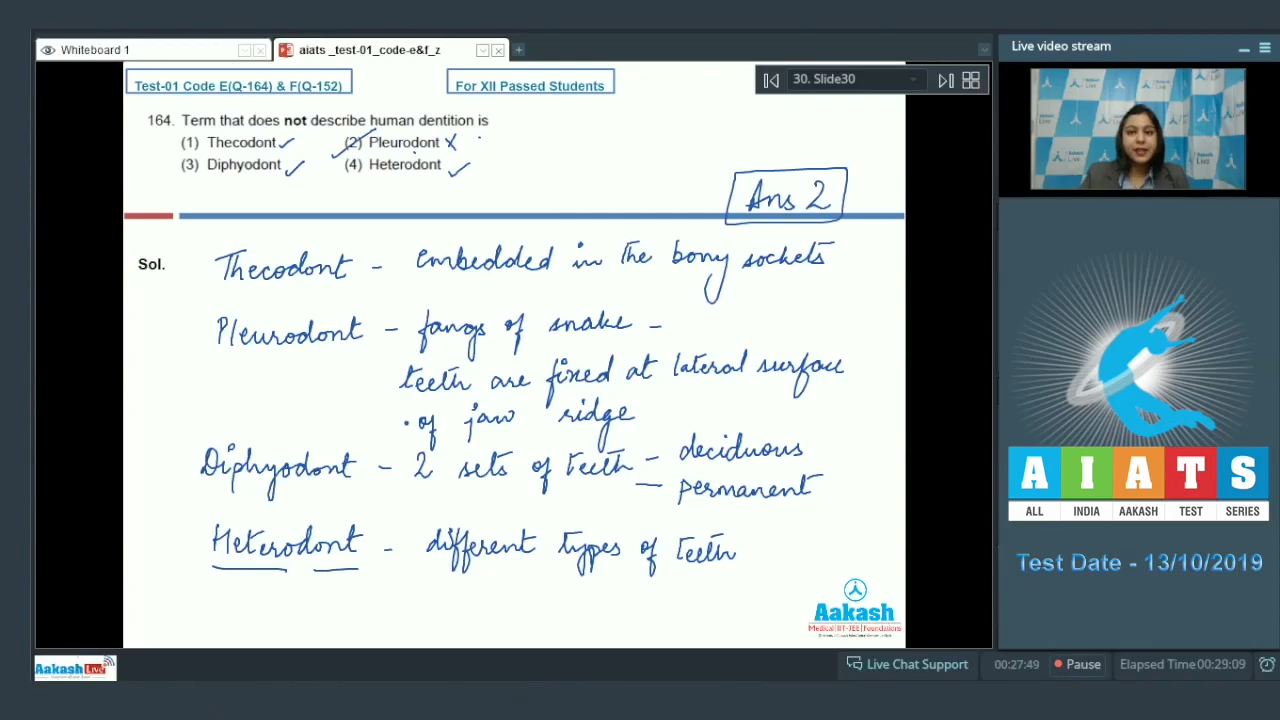 Whiteboard 1
aiats _test-01_code-e&f_z
Live video stream
Test-01 Code E(Q-164) & F(Q-152)
For XII Passed Students
30. Slide30
164. Term that does not describe human dentition is
(1) Thecodont
(2) Pleurodont
(3) Diphyodont
(4) Heterodont
Ans 2
Sol.
Thecodont - embedded in the bony sockets
Pleurodont - fangs of snake -
teeth are fixed at lateral surface
of jaw ridge
Diphyodont - 2 sets of teeth - deciduous
- permanent
Heterodont - different types of teeth
AIATS
ALL INDIA AAKASH TEST SERIES
Test Date - 13/10/2019
Aakash
Medical|IIT-JEE|Foundations
Aakash Live
Live Chat Support
00:27:49
Pause
Elapsed Time 00:29:09